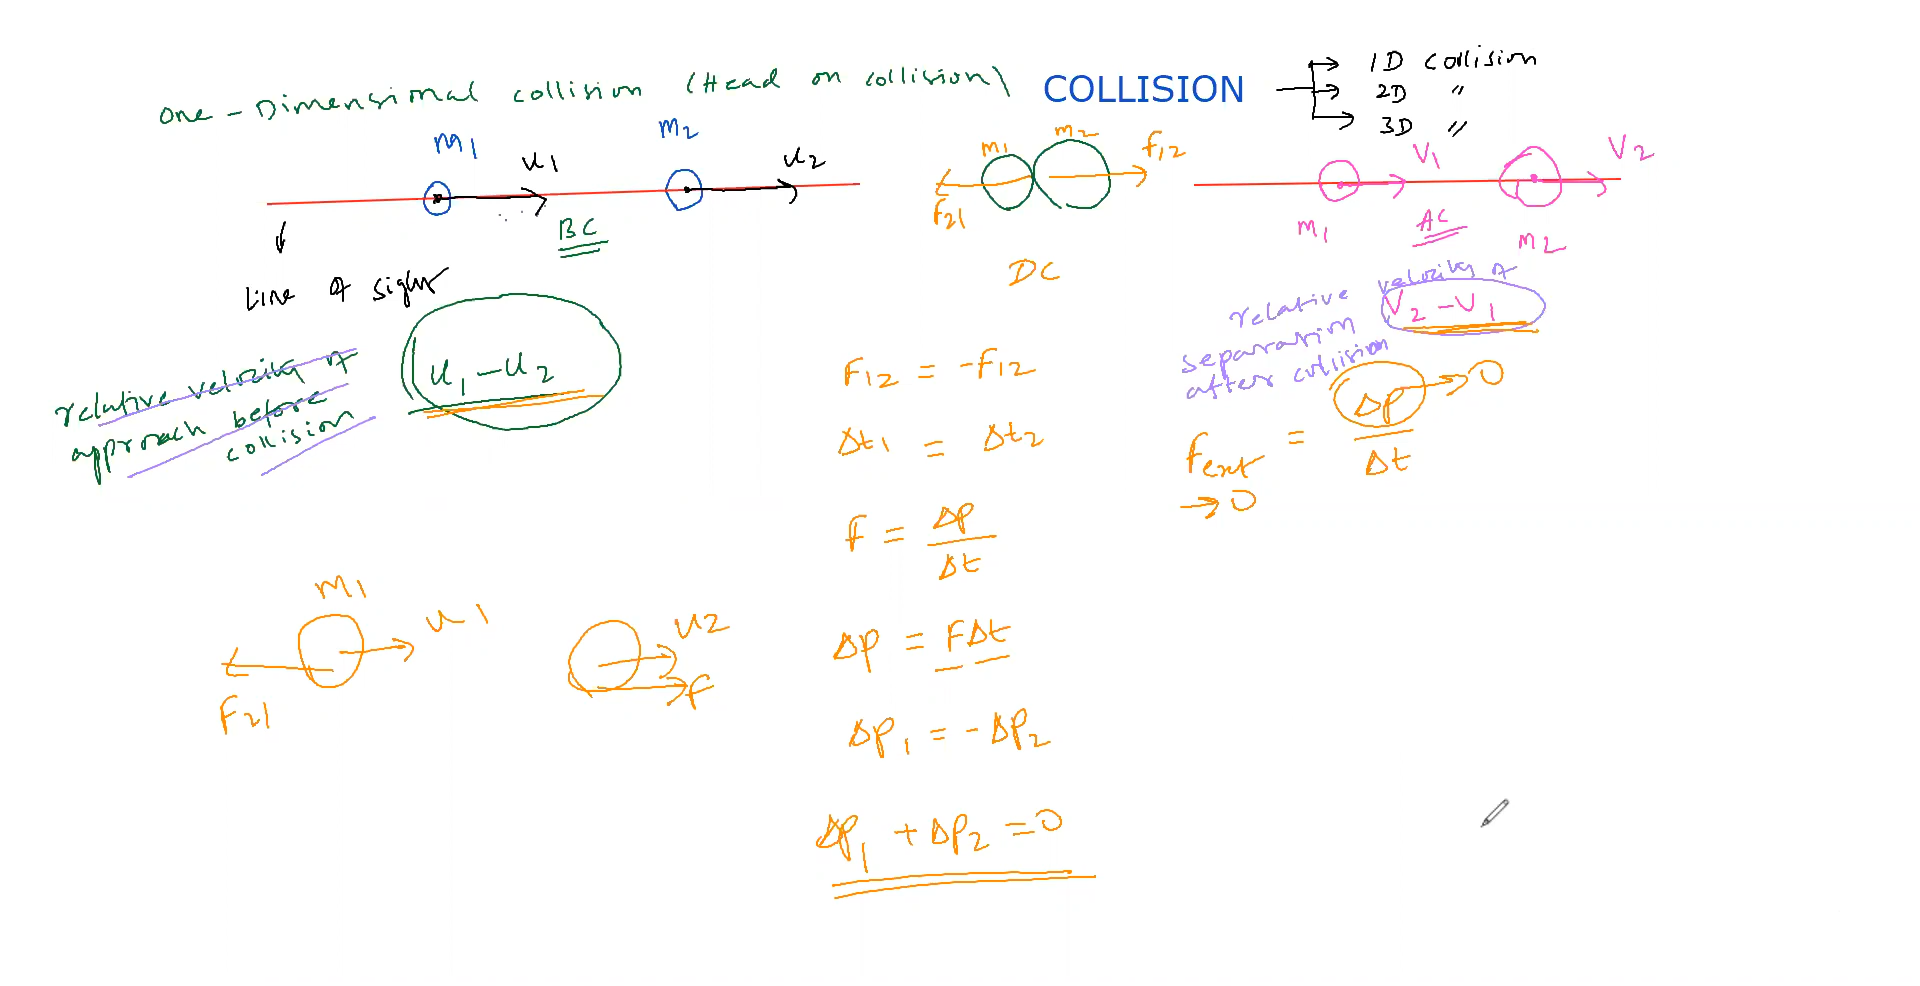 One-Dimensional collision (Head on collision)
COLLISION
1D collision
2D "
3D "
m1
u1
m2
u2
BC
Line of sight
m1
m2
f12
F21
DC
V1
V2
m1
AC
m2
relative velocity of
approach before
collision
u1 - u2
relative velocity of
separation
after collision
V2 - V1
F12 = -F12
Δt1 = Δt2
F = Δp/Δt
Δp = FΔt
Δp1 = -Δp2
Δp1 + Δp2 = 0
Fext = Δp/Δt
→ 0
→ 0
m1
u1
F21
u2
F